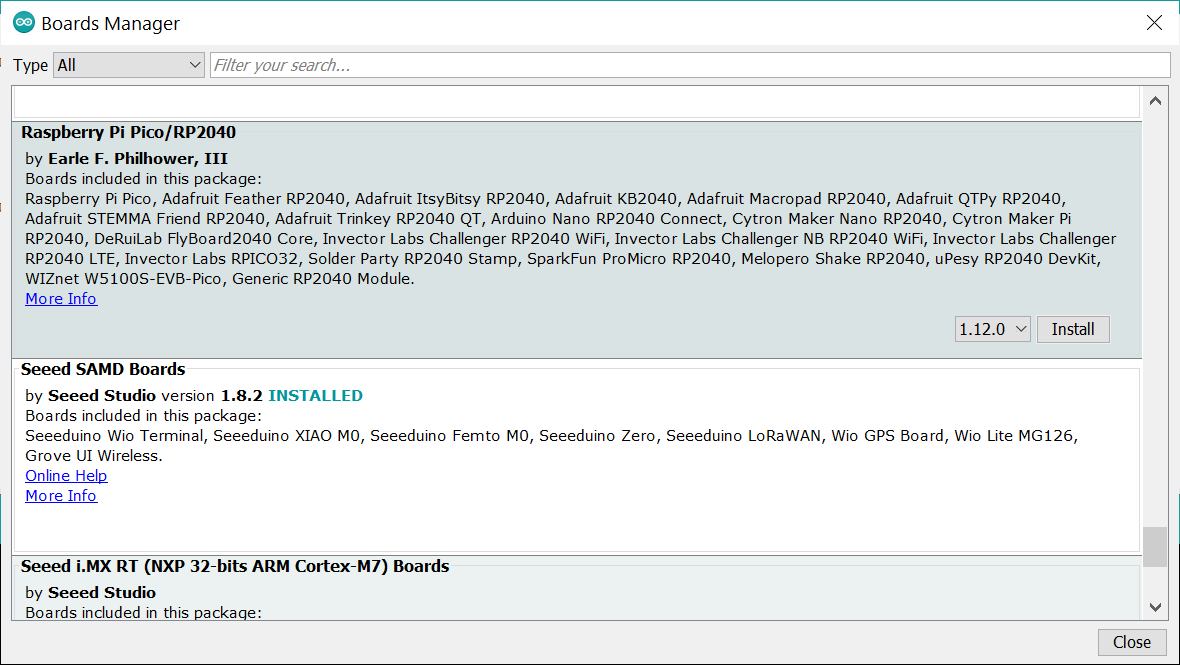 Boards Manager
Type All Filter your search...
Raspberry Pi Pico/RP2040
by Earle F. Philhower, III
Boards included in this package:
Raspberry Pi Pico, Adafruit Feather RP2040, Adafruit ItsyBitsy RP2040, Adafruit KB2040, Adafruit Macropad RP2040, Adafruit QTPy RP2040,
Adafruit STEMMA Friend RP2040, Adafruit Trinkey RP2040 QT, Arduino Nano RP2040 Connect, Cytron Maker Nano RP2040, Cytron Maker Pi
RP2040, DeRuiLab FlyBoard2040 Core, Invector Labs Challenger RP2040 WiFi, Invector Labs Challenger NB RP2040 WiFi, Invector Labs Challenger
RP2040 LTE, Invector Labs RPICO32, Solder Party RP2040 Stamp, SparkFun ProMicro RP2040, Melopero Shake RP2040, uPesy RP2040 DevKit,
WIZnet W5100S-EVB-Pico, Generic RP2040 Module.
More Info
1.12.0 Install
Seeed SAMD Boards
by Seeed Studio version 1.8.2 INSTALLED
Boards included in this package:
Seeeduino Wio Terminal, Seeeduino XIAO M0, Seeeduino Femto M0, Seeeduino Zero, Seeeduino LoRaWAN, Wio GPS Board, Wio Lite MG126,
Grove UI Wireless.
Online Help
More Info
Seeed i.MX RT (NXP 32-bits ARM Cortex-M7) Boards
by Seeed Studio
Boards included in this package:
Close